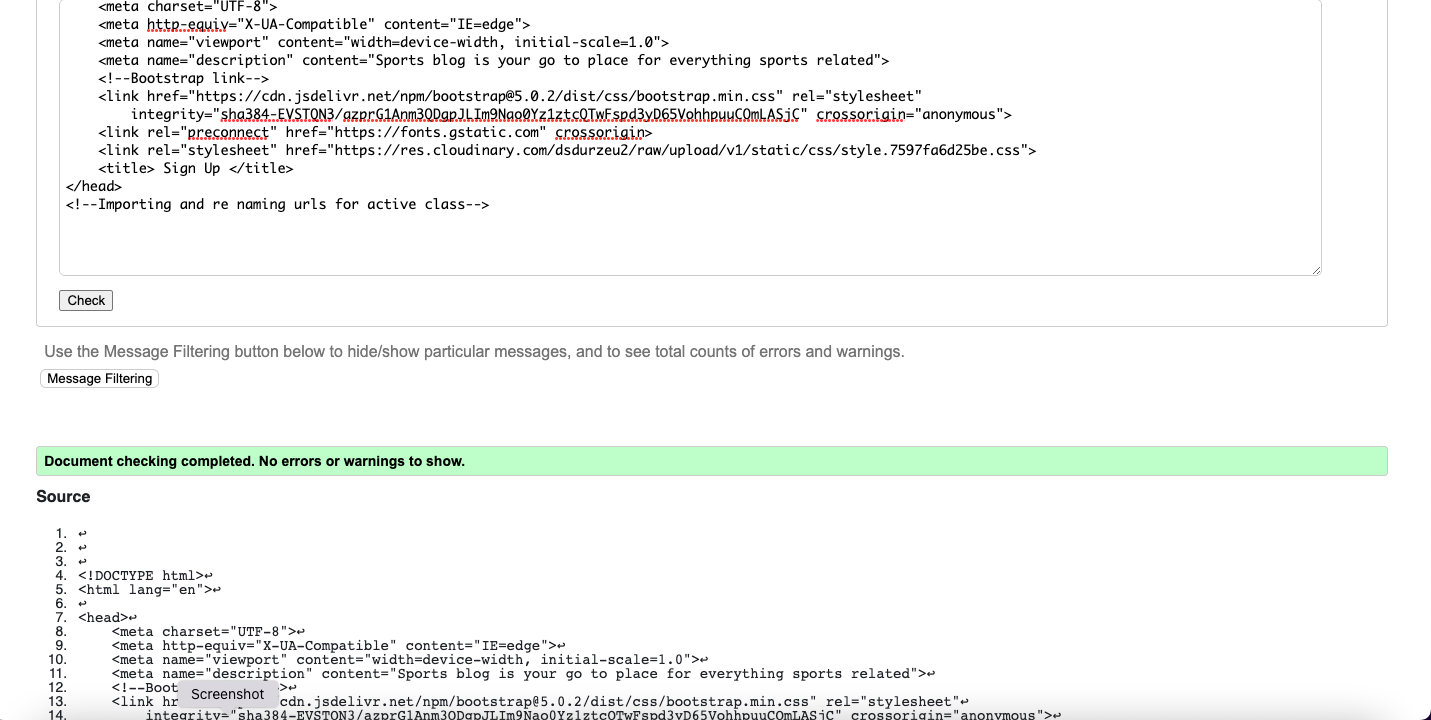 <meta charset="UTF-8">
<meta http-equiv="X-UA-Compatible" content="IE=edge">
<meta name="viewport" content="width=device-width, initial-scale=1.0">
<meta name="description" content="Sports blog is your go to place for everything sports related">
<!--Bootstrap link-->
<link href="https://cdn.jsdelivr.net/npm/bootstrap@5.0.2/dist/css/bootstrap.min.css" rel="stylesheet"
integrity="sha384-EVSTQN3/azprG1Anm3QDgpJLIm9Nao0Yz1ztcQTwFspd3yD65VohhpuuCOmLASjC" crossorigin="anonymous">
<link rel="preconnect" href="https://fonts.gstatic.com" crossorigin>
<link rel="stylesheet" href="https://res.cloudinary.com/dsdurzeu2/raw/upload/v1/static/css/style.7597fa6d25be.css">
<title> Sign Up </title>
</head>
<!--Importing and re naming urls for active class-->
Check
Use the Message Filtering button below to hide/show particular messages, and to see total counts of errors and warnings.
Message Filtering
Document checking completed. No errors or warnings to show.
Source
1. ↩
2. ↩
3. ↩
4. <!DOCTYPE html>↩
5. <html lang="en">↩
6. ↩
7. <head>↩
8. <meta charset="UTF-8">↩
9. <meta http-equiv="X-UA-Compatible" content="IE=edge">↩
10. <meta name="viewport" content="width=device-width, initial-scale=1.0">↩
11. <meta name="description" content="Sports blog is your go to place for everything sports related">↩
12. <!--Boot >↩
Screenshot
13. <link hr cdn.jsdelivr.net/npm/bootstrap@5.0.2/dist/css/bootstrap.min.css" rel="stylesheet"↩
14. integrity="sha384-EVSTQN3/azprG1Anm3QDgpJLIm9Nao0Yz1ztcQTwFspd3yD65VohhpuuCOmLASjC" crossorigin="anonymous">↩